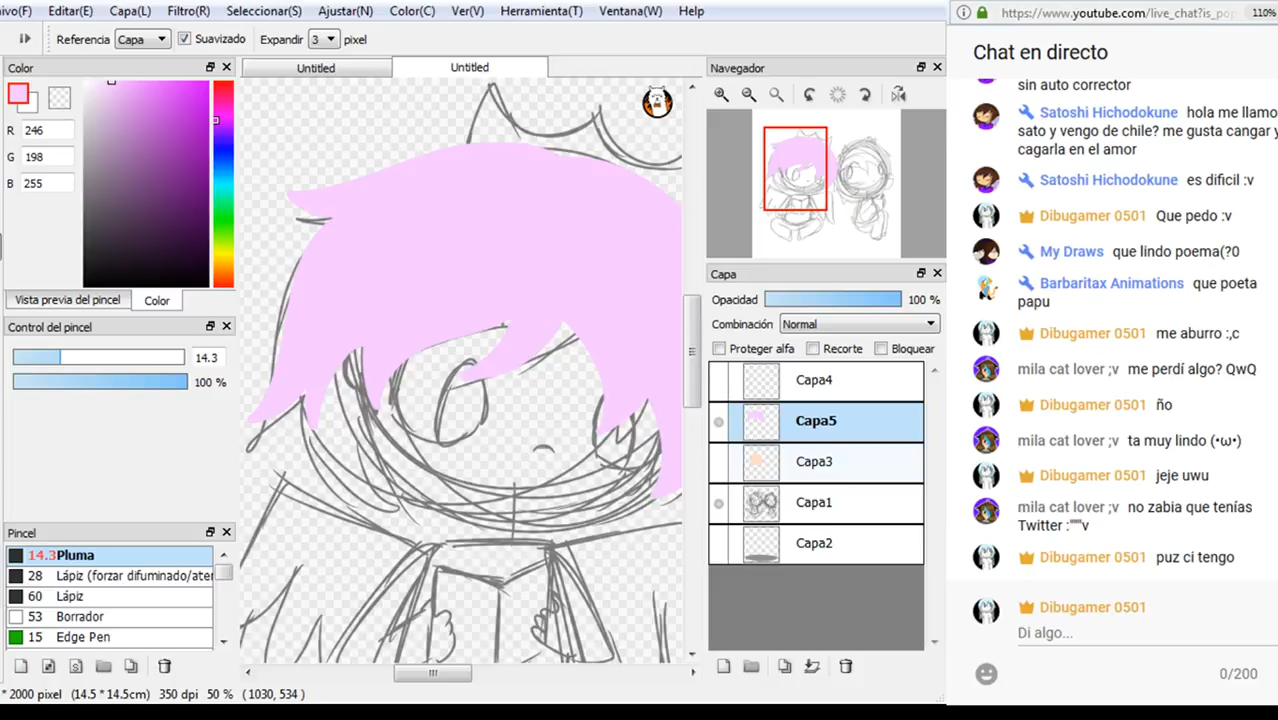 Editar(E) Capa(L) Filtro(R) Seleccionar(S) Ajustar(N) Color(C) Ver(V) Herramienta(T) Ventana(W) Help
Referencia Capa Suavizado Expandir 3 pixel
Color
R 246
G 198
B 255
Vista previa del pincel Color
Control del pincel
14.3
100 %
Pincel
14.3 Pluma
28 Lápiz (forzar difuminado/ater
60 Lápiz
53 Borrador
15 Edge Pen
* 2000 pixel (14.5 * 14.5cm) 350 dpi 50 % (1030, 534)
Untitled Untitled
Navegador
Capa
Opacidad 100 %
Combinación Normal
Proteger alfa Recorte Bloquear
Capa4
Capa5
Capa3
Capa1
Capa2
https://www.youtube.com/live_chat?is_po 110%
Chat en directo
sin auto corrector
Satoshi Hichodokune hola me llamo
sato y vengo de chile? me gusta cangar y
cagarla en el amor
Satoshi Hichodokune es dificil :v
Dibugamer 0501 Que pedo :v
My Draws que lindo poema(?0
Barbaritax Animations que poeta
papu
Dibugamer 0501 me aburro :,c
mila cat lover ;v me perdí algo? QwQ
Dibugamer 0501 ño
mila cat lover ;v ta muy lindo (•ω•)
Dibugamer 0501 jeje uwu
mila cat lover ;v no zabia que tenías
Twitter :""v
Dibugamer 0501 puz ci tengo
Dibugamer 0501
Di algo...
0/200